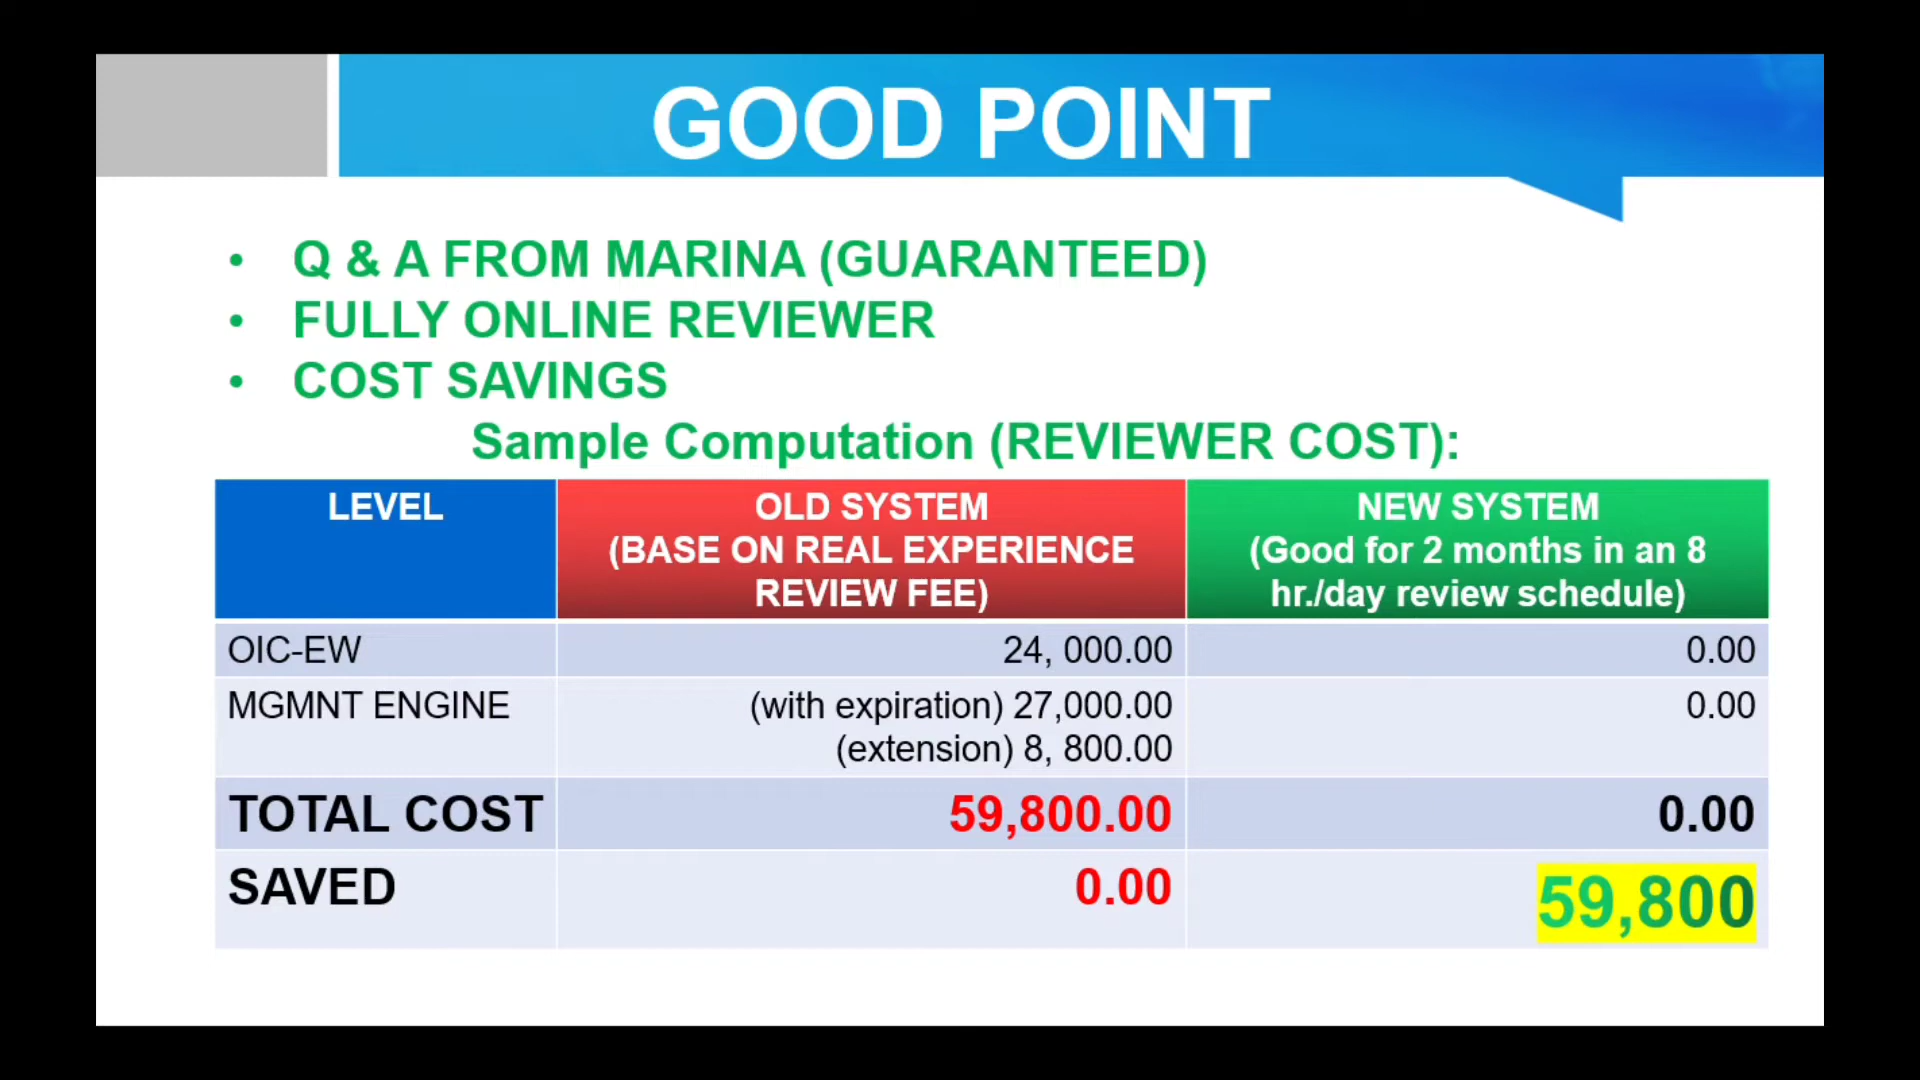 GOOD POINT
• Q & A FROM MARINA (GUARANTEED)
• FULLY ONLINE REVIEWER
• COST SAVINGS
Sample Computation (REVIEWER COST):
LEVEL
OLD SYSTEM
(BASE ON REAL EXPERIENCE
REVIEW FEE)
NEW SYSTEM
(Good for 2 months in an 8
hr./day review schedule)
OIC-EW 24, 000.00 0.00
MGMNT ENGINE (with expiration) 27,000.00 0.00
(extension) 8, 800.00
TOTAL COST 59,800.00 0.00
SAVED 0.00 59,800